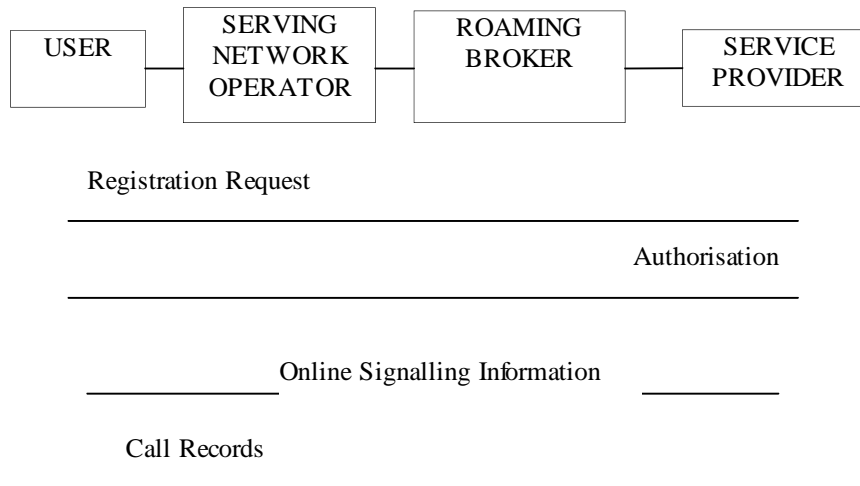 USER
SERVING
NETWORK
OPERATOR
ROAMING
BROKER
SERVICE
PROVIDER
Registration Request
Authorisation
Online Signalling Information
Call Records